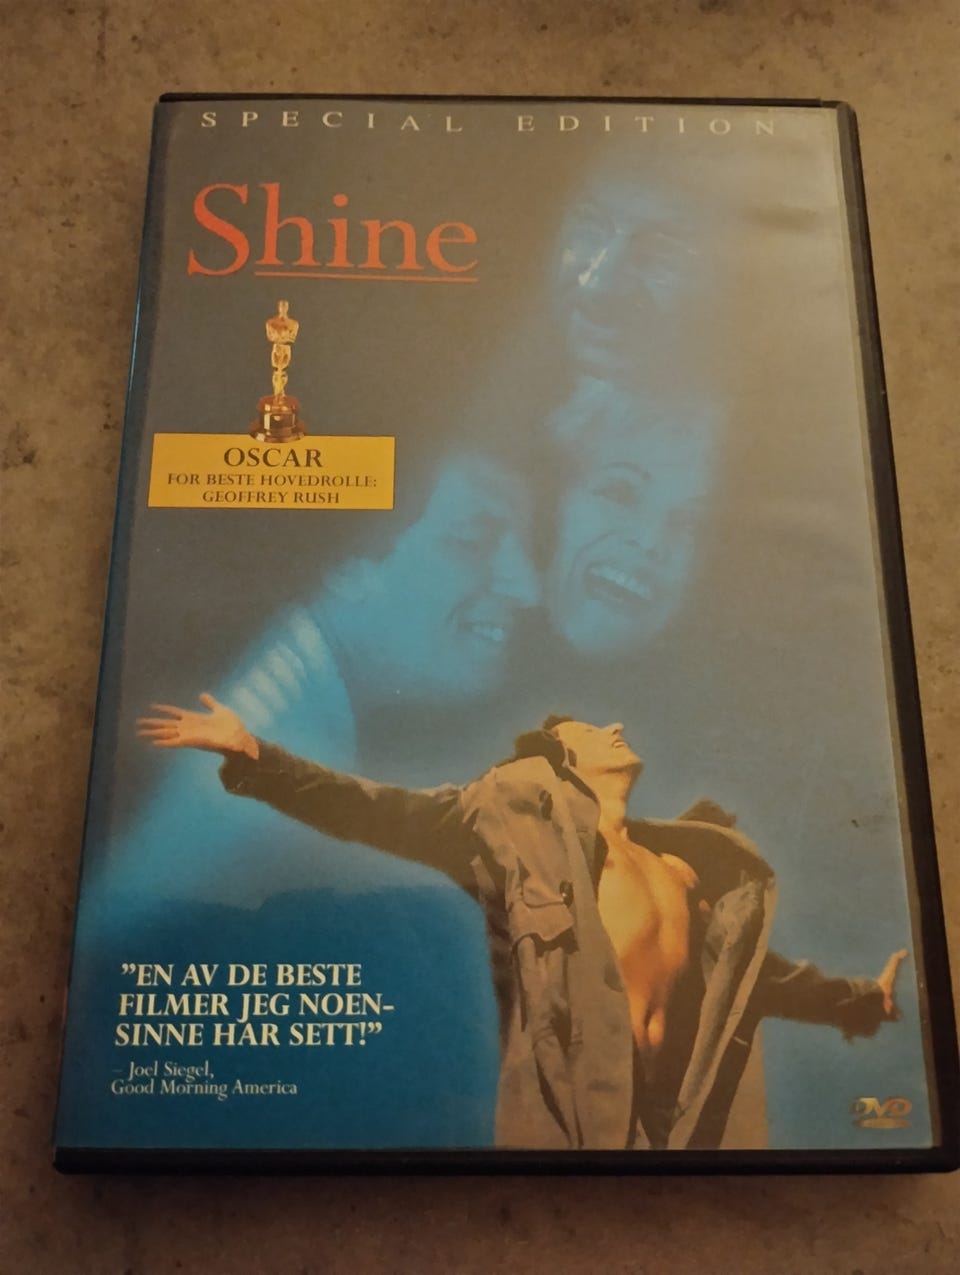 SPECIAL EDITION
Shine
OSCAR
FOR BESTE HOVEDROLLE:
GEOFFREY RUSH
”EN AV DE BESTE
FILMER JEG NOEN-
SINNE HAR SETT!”
– Joel Siegel,
Good Morning America
DVD